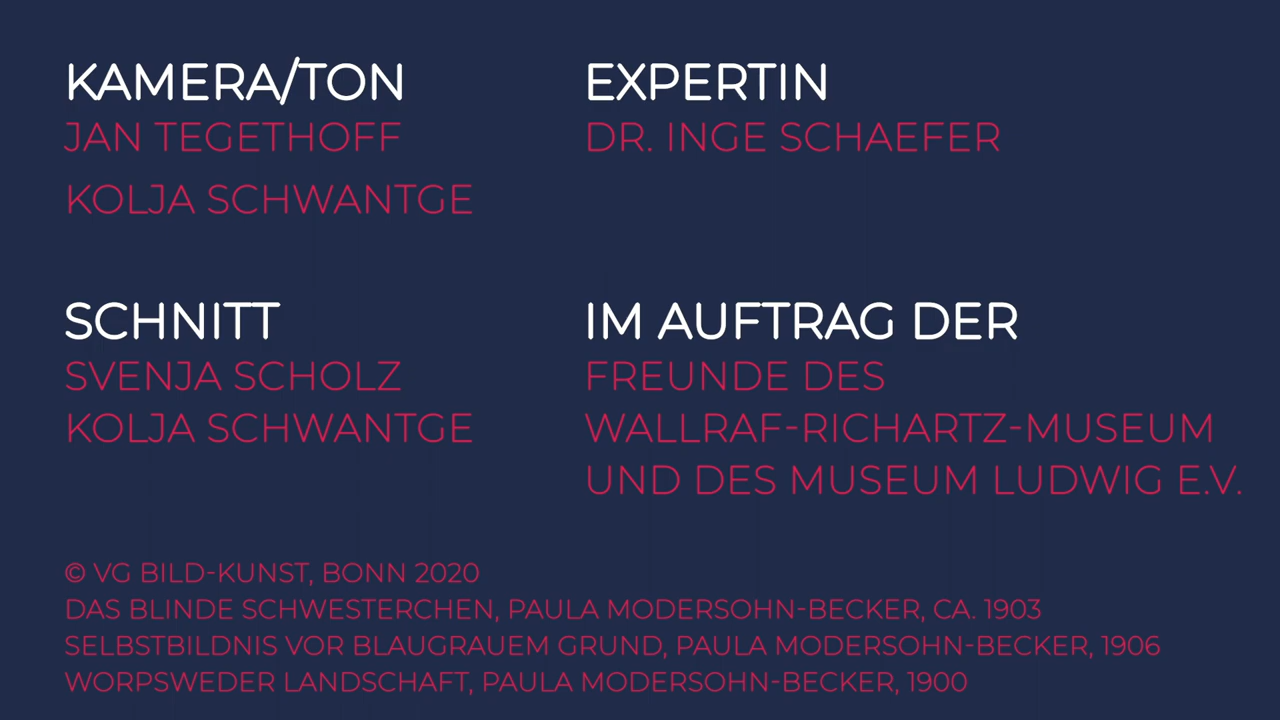 KAMERA/TON
JAN TEGETHOFF
KOLJA SCHWANTGE
EXPERTIN
DR. INGE SCHAEFER
SCHNITT
SVENJA SCHOLZ
KOLJA SCHWANTGE
IM AUFTRAG DER
FREUNDE DES
WALLRAF-RICHARTZ-MUSEUM
UND DES MUSEUM LUDWIG E.V.
© VG BILD-KUNST, BONN 2020
DAS BLINDE SCHWESTERCHEN, PAULA MODERSOHN-BECKER, CA. 1903
SELBSTBILDNIS VOR BLAUGRAUEM GRUND, PAULA MODERSOHN-BECKER, 1906
WORPSWEDER LANDSCHAFT, PAULA MODERSOHN-BECKER, 1900